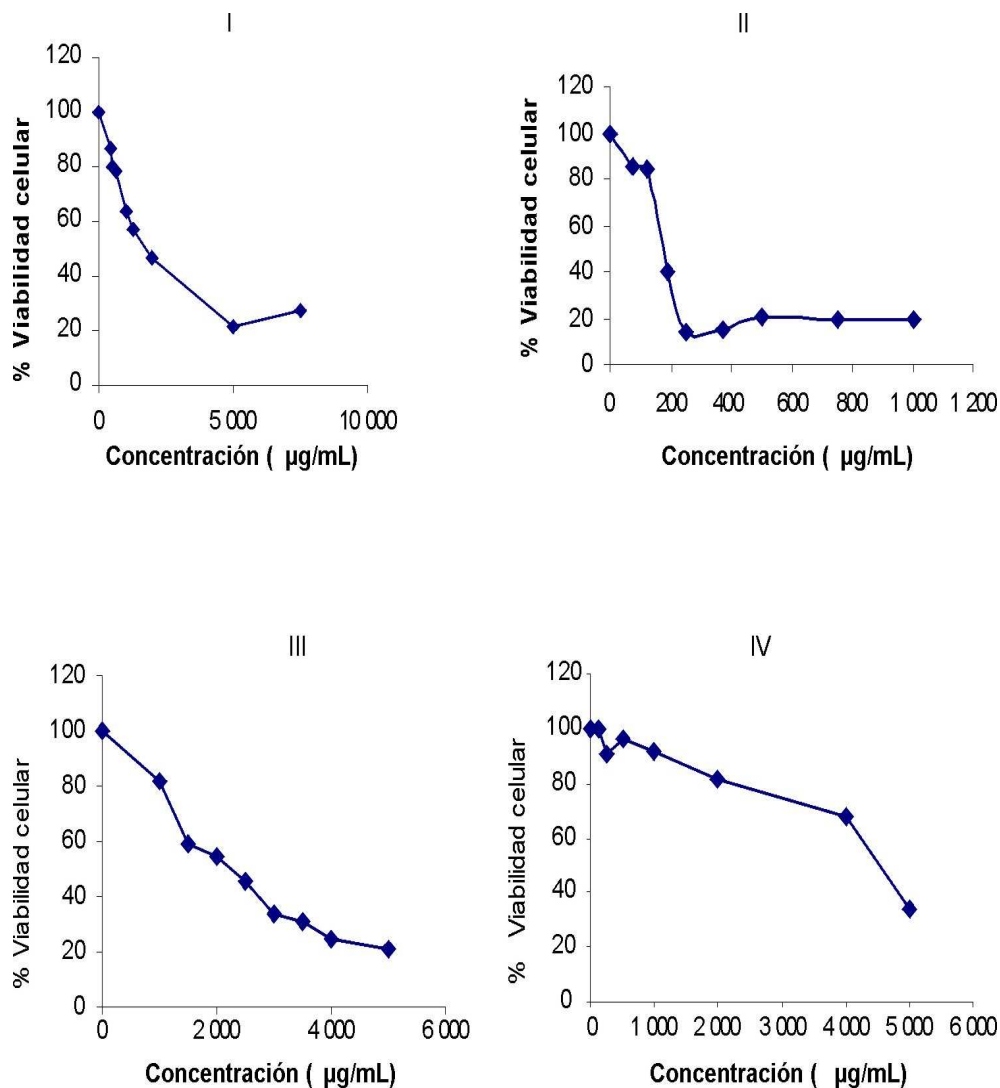 I
120
100
80
60
40
20
0
% Viabilidad celular
0 5 000 10 000
Concentración ( µg/mL)
II
120
100
80
60
40
20
0
% Viabilidad celular
0 200 400 600 800 1 000 1 200
Concentración ( µg/mL)
III
120
100
80
60
40
20
0
% Viabilidad celular
0 2 000 4 000 6 000
Concentración ( µg/mL)
IV
120
100
80
60
40
20
0
% Viabilidad celular
0 1 000 2 000 3 000 4 000 5 000 6 000
Concentración ( µg/mL)